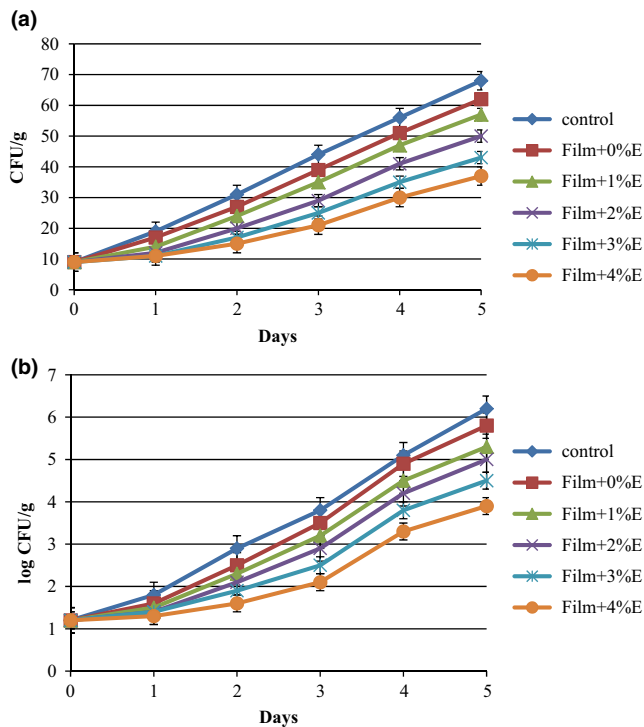 (a)
80
70
60
50
40
30
20
10
0
CFU/g
0 1 2 3 4 5
Days
control
Film+0%E
Film+1%E
Film+2%E
Film+3%E
Film+4%E
(b)
7
6
5
4
3
2
1
0
log CFU/g
0 1 2 3 4 5
Days
control
Film+0%E
Film+1%E
Film+2%E
Film+3%E
Film+4%E